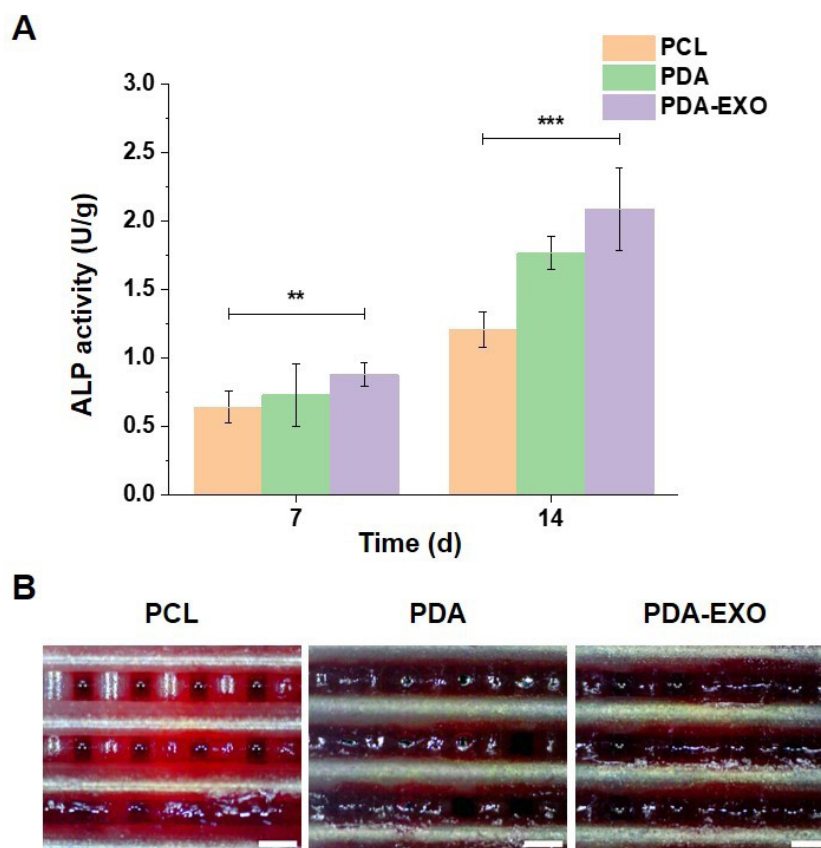 A
PCL
PDA
PDA-EXO
3.0
2.5
2.0
1.5
1.0
0.5
0.0
ALP activity (U/g)
**
***
7
14
Time (d)
B
PCL
PDA
PDA-EXO